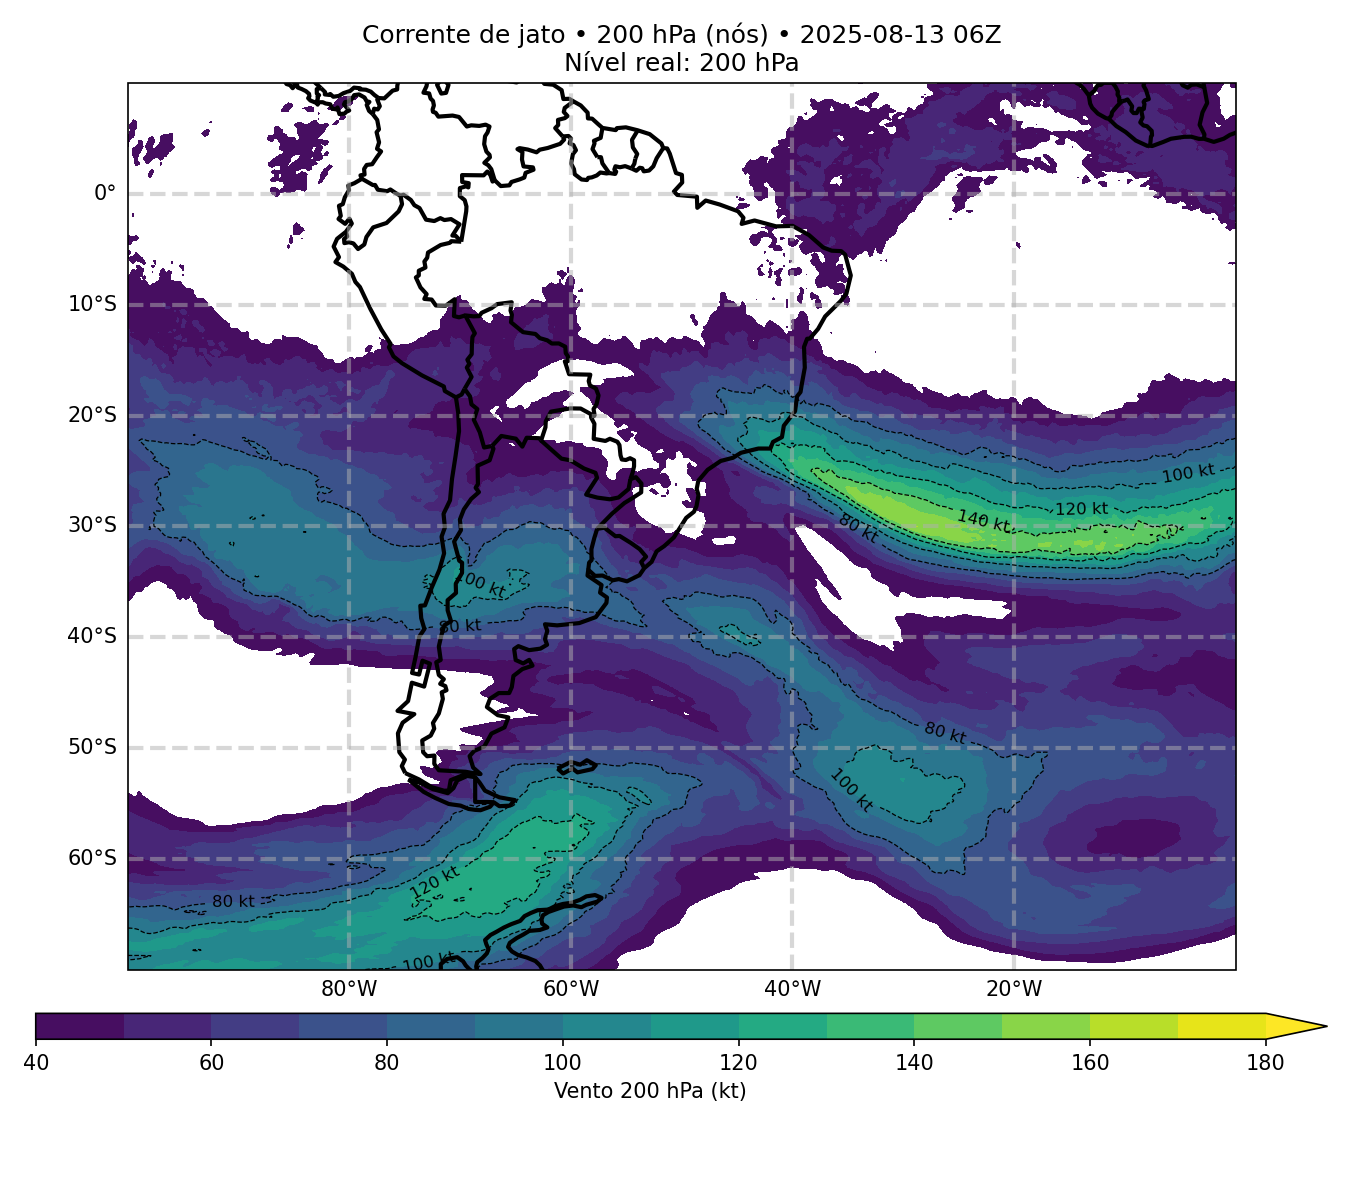 Corrente de jato • 200 hPa (nós) • 2025-08-13 06Z
Nível real: 200 hPa
0°
10°S
20°S
100 kt
120 kt
140 kt
30°S
80 kt
100 kt
80 kt
40°S
80 kt
50°S
100 kt
60°S
120 kt
80 kt
100 kt
80°W
60°W
40°W
20°W
40
60
80
100
120
140
160
180
Vento 200 hPa (kt)